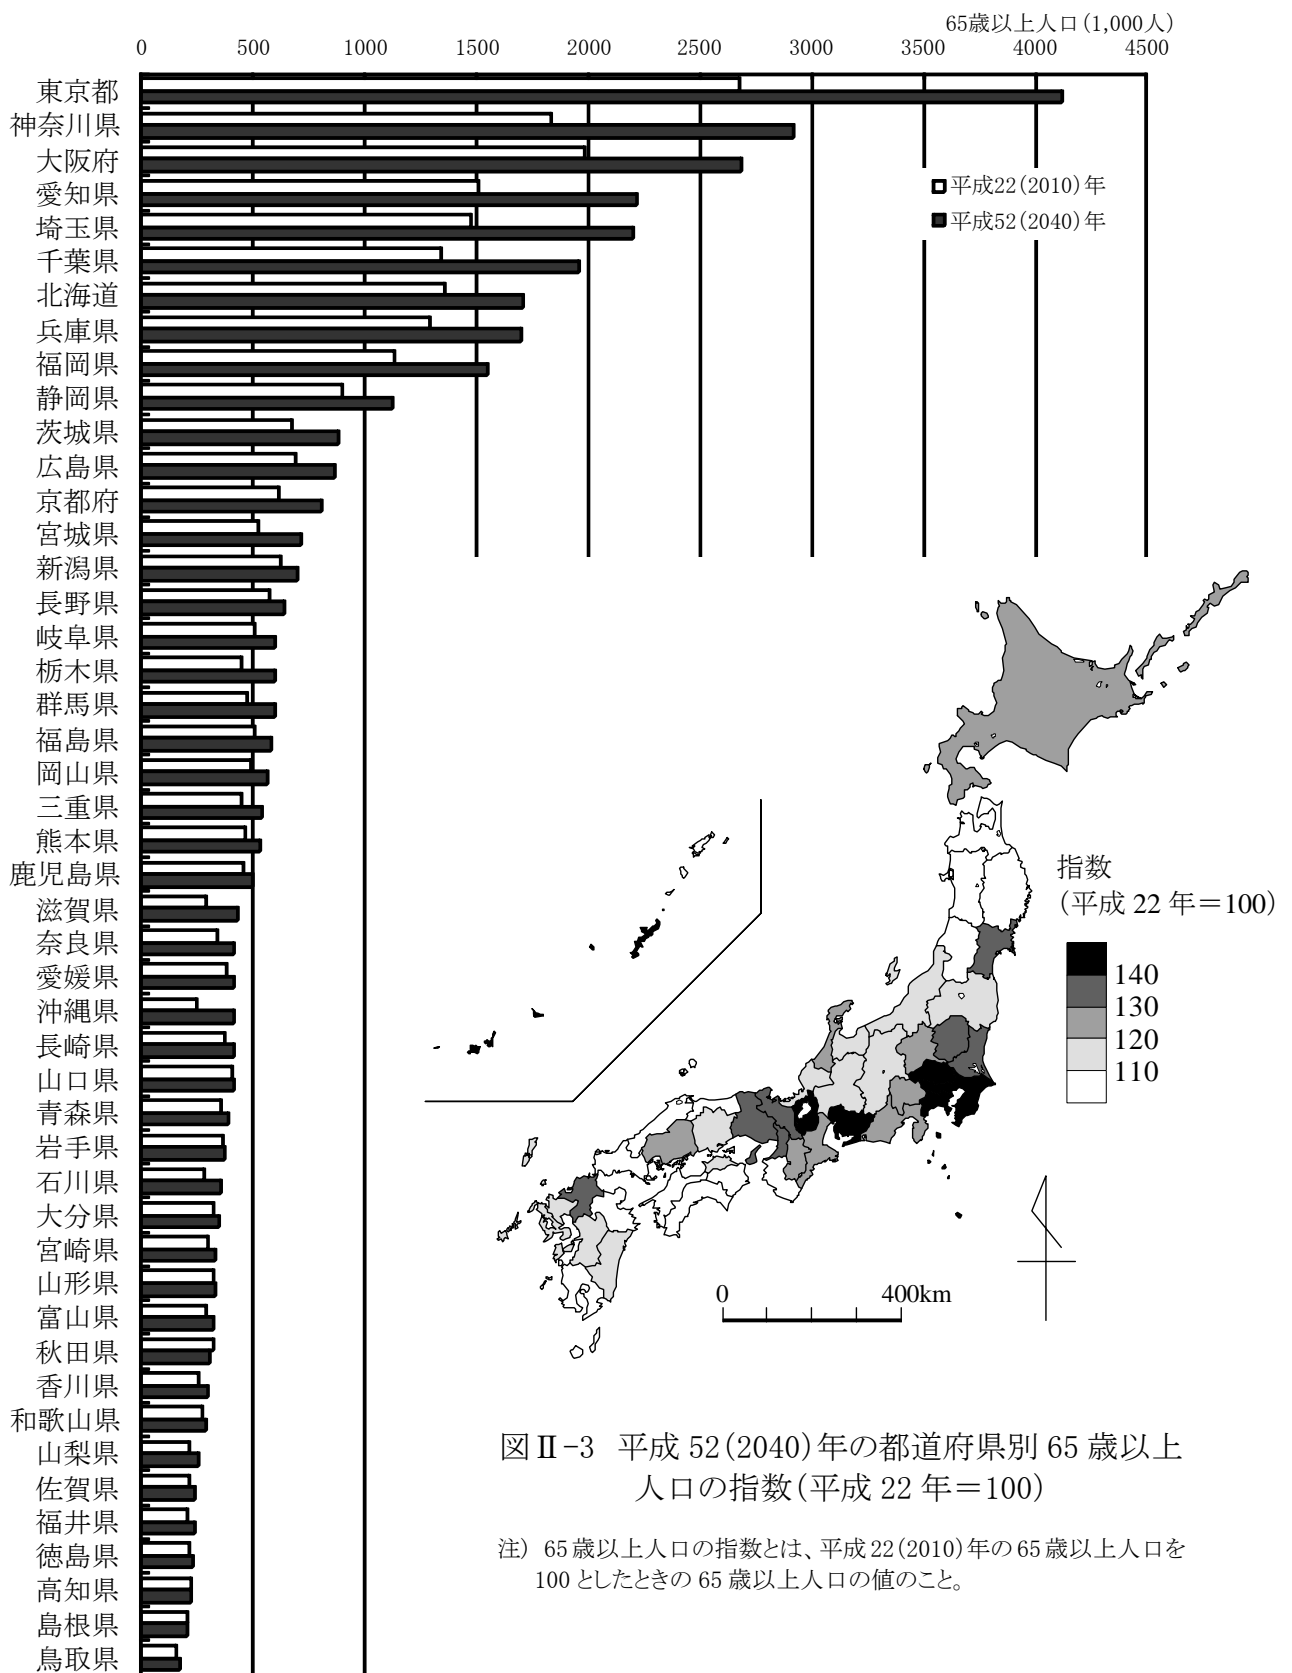 65歳以上人口(1,000人)
0 500 1000 1500 2000 2500 3000 3500 4000 4500
東京都
神奈川県
大阪府
愛知県
埼玉県
千葉県
北海道
兵庫県
福岡県
静岡県
茨城県
広島県
京都府
宮城県
新潟県
長野県
岐阜県
栃木県
群馬県
福島県
岡山県
三重県
熊本県
鹿児島県
滋賀県
奈良県
愛媛県
沖縄県
長崎県
山口県
青森県
岩手県
石川県
大分県
宮崎県
山形県
富山県
秋田県
香川県
和歌山県
山梨県
佐賀県
福井県
徳島県
高知県
島根県
鳥取県
平成22(2010)年
平成52(2040)年
指数
(平成 22 年=100)
140
130
120
110
0 400km
図Ⅱ-3 平成 52(2040)年の都道府県別 65 歳以上
人口の指数(平成 22 年=100)
注) 65歳以上人口の指数とは、平成22(2010)年の65歳以上人口を
100 としたときの 65 歳以上人口の値のこと。